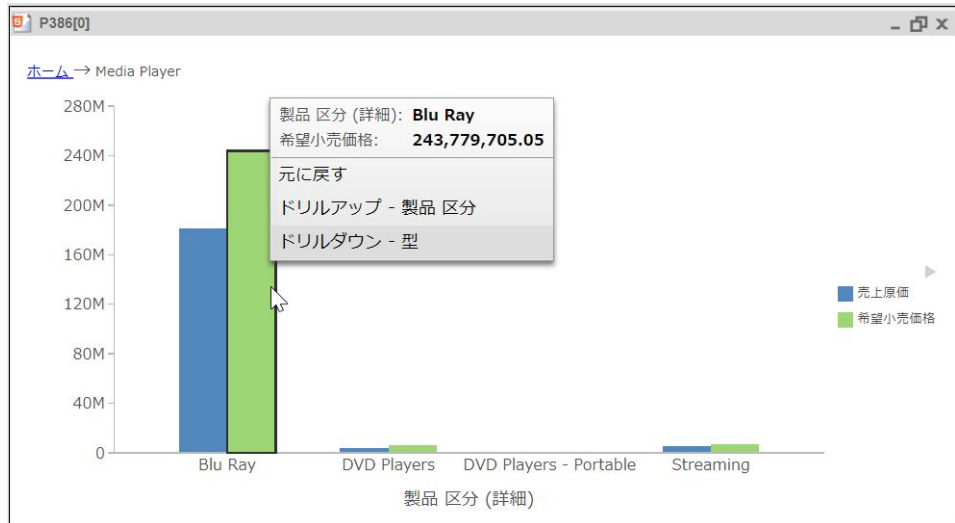 P386[0]
ホーム → Media Player
280M
240M
200M
160M
120M
80M
40M
0
製品 区分 (詳細): Blu Ray
希望小売価格: 243,779,705.05
元に戻す
ドリルアップ - 製品 区分
ドリルダウン - 型
売上原価
希望小売価格
Blu Ray DVD Players DVD Players - Portable Streaming
製品 区分 (詳細)